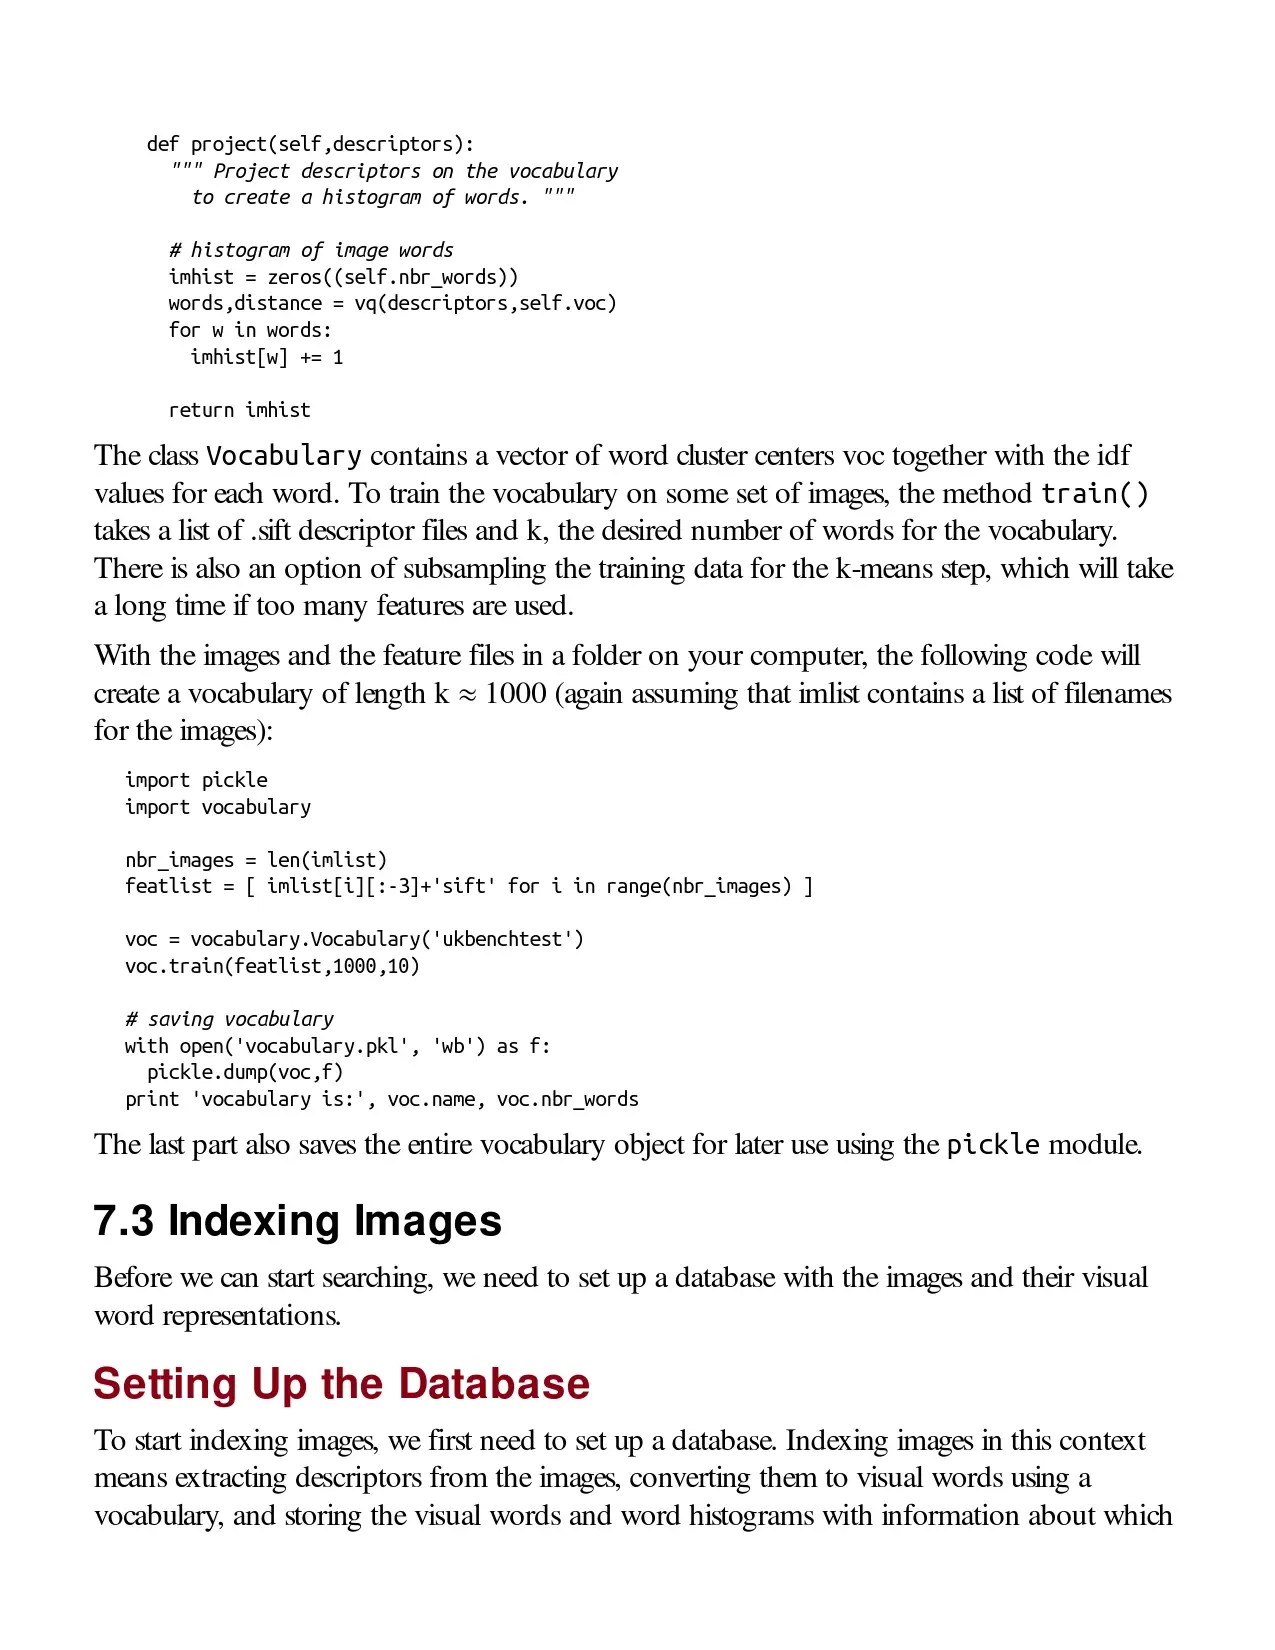 def project(self,descriptors):
""" Project descriptors on the vocabulary
to create a histogram of words. """
# histogram of image words
imhist = zeros((self.nbr_words))
words,distance = vq(descriptors,self.voc)
for w in words:
imhist[w] += 1
return imhist
The class Vocabulary contains a vector of word cluster centers voc together with the idf
values for each word. To train the vocabulary on some set of images, the method train()
takes a list of .sift descriptor files and k, the desired number of words for the vocabulary.
There is also an option of subsampling the training data for the k-means step, which will take
a long time if too many features are used.
With the images and the feature files in a folder on your computer, the following code will
create a vocabulary of length k ≈ 1000 (again assuming that imlist contains a list of filenames
for the images):
import pickle
import vocabulary
nbr_images = len(imlist)
featlist = [ imlist[i][:-3]+'sift' for i in range(nbr_images) ]
voc = vocabulary.Vocabulary('ukbenchtest')
voc.train(featlist,1000,10)
# saving vocabulary
with open('vocabulary.pkl', 'wb') as f:
pickle.dump(voc,f)
print 'vocabulary is:', voc.name, voc.nbr_words
The last part also saves the entire vocabulary object for later use using the pickle module.
7.3 Indexing Images
Before we can start searching, we need to set up a database with the images and their visual
word representations.
Setting Up the Database
To start indexing images, we first need to set up a database. Indexing images in this context
means extracting descriptors from the images, converting them to visual words using a
vocabulary, and storing the visual words and word histograms with information about which